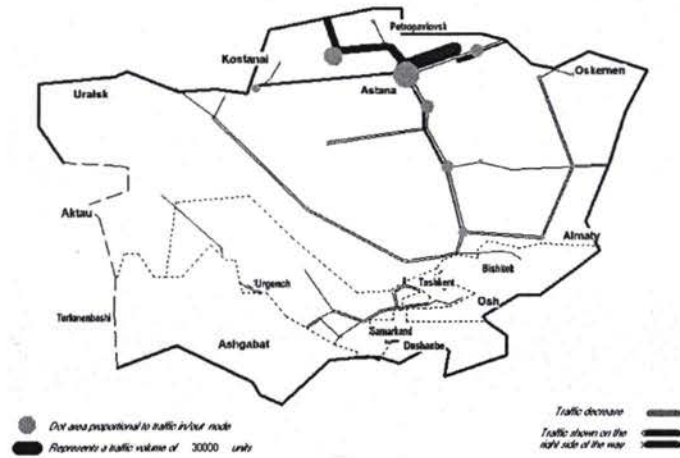 Petropavlovsk
Kostanai
Oskemen
Astana
Uralsk
Aktau
Almaty
Bishkek
Tashkent
Urgench
Osh
Turkmenbashi
Samarkand
Ashgabat
Dushanbe
Dot area proportional to traffic in/out node
Represents a traffic volume of 30000 units
Traffic decrease
Traffic shown on the
right side of the way